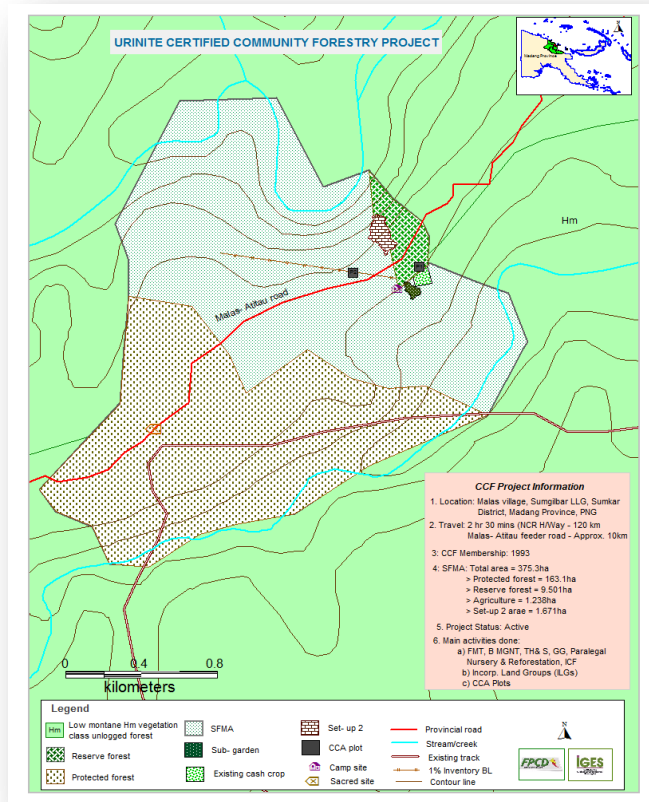 URINITE CERTIFIED COMMUNITY FORESTRY PROJECT
Madang Province
Hm
Malas- Atitau road
CCF Project Information
1. Location: Malas village, Sumgilbar LLG, Sumkar
District, Madang Province, PNG
2. Travel: 2 hr 30 mins (NCR H/Way - 120 km
Malas- Atitau feeder road - Approx. 10km
3: CCF Membership: 1993
4: SFMA: Total area = 375.3ha
> Protected forest = 163.1ha
> Reserve forest = 9.501ha
> Agriculture = 1.238ha
> Set-up 2 arae = 1.671ha
5. Project Status: Active
6. Main activities done:
a) FMT, B MGNT, TH& S, GG, Paralegal
Nursery & Reforestation, ICF
b) Incorp. Land Groups (ILGs)
c) CCA Plots
0 0.4 0.8
kilometers
Legend
Hm Low montane Hm vegetation
class unlogged forest
Reserve forest
Protected forest
SFMA
Sub- garden
Existing cash crop
Set- up 2
CCA plot
Camp site
Sacred site
Provincial road
Stream/creek
Existing track
1% Inventory BL
Contour line
N
FPCD
IGES